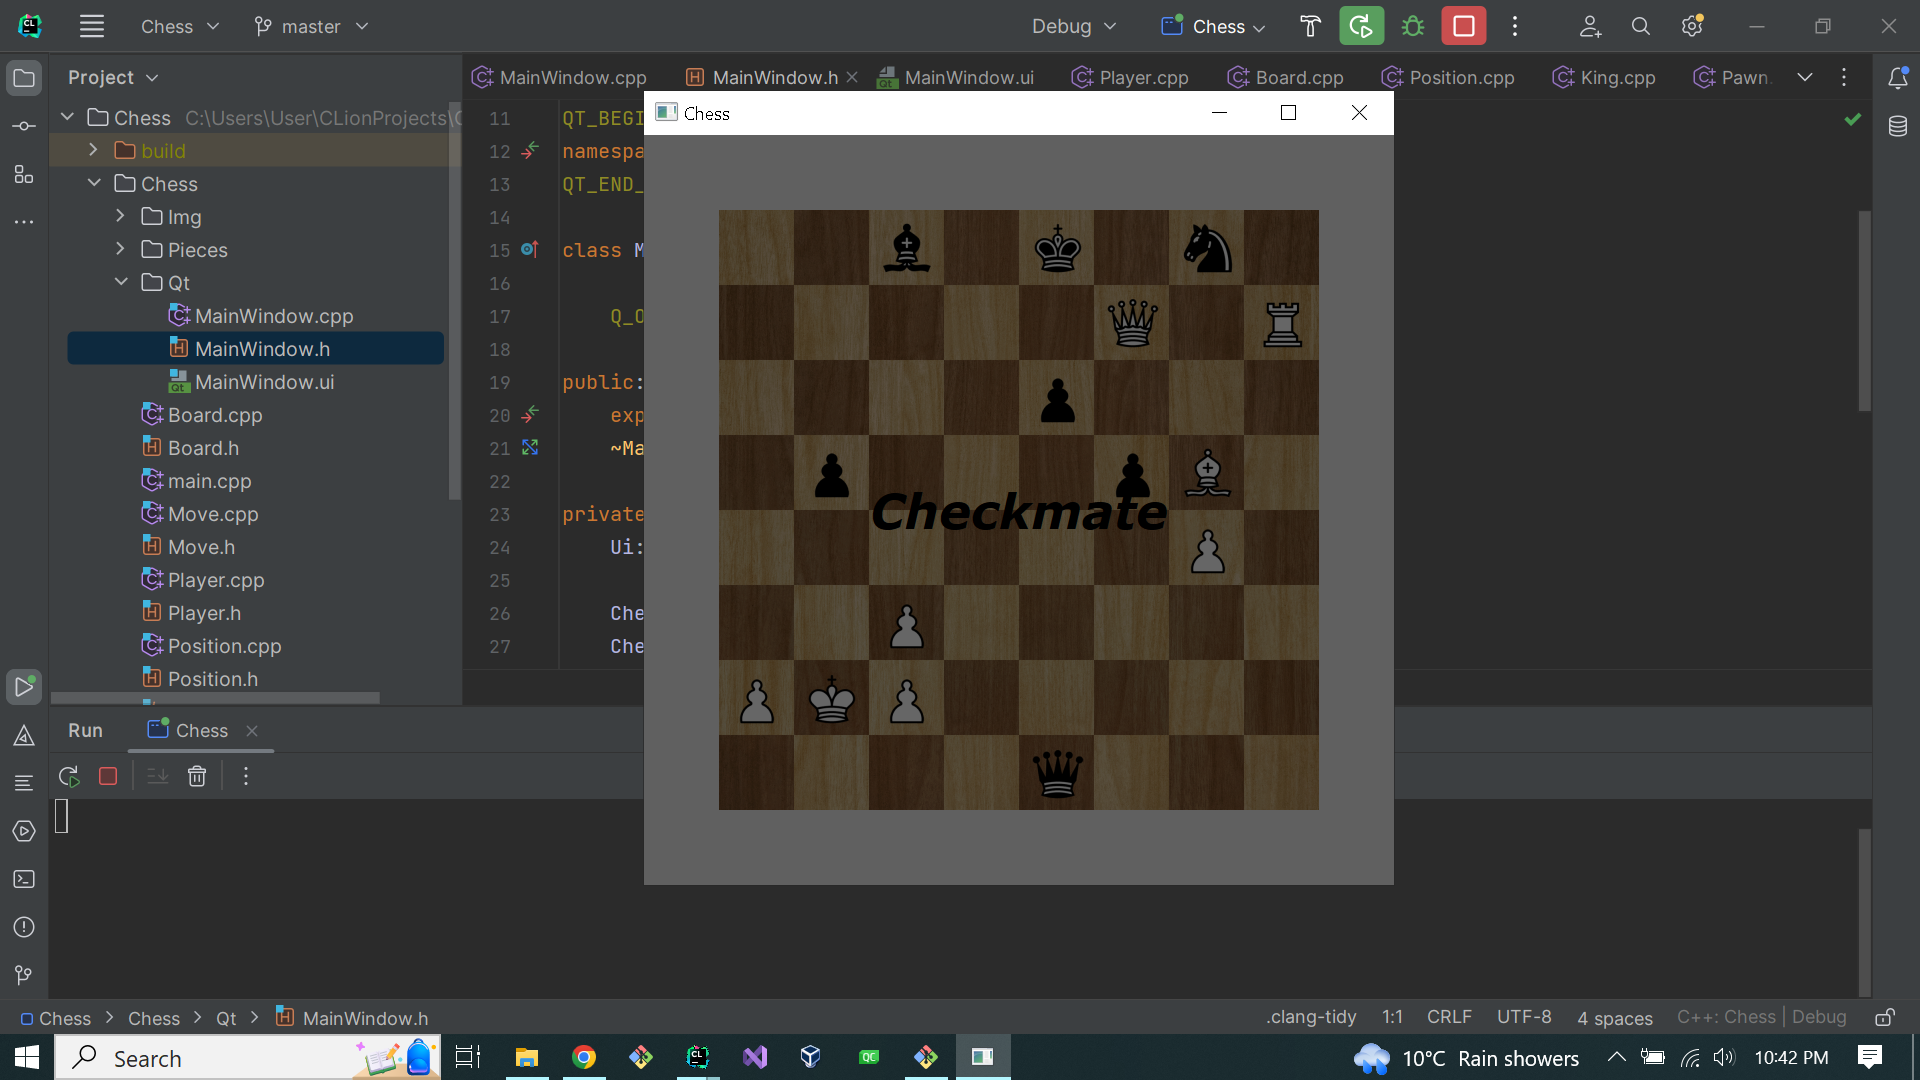 CL
Chess
master
Debug
Chess
Project
MainWindow.cpp
MainWindow.h
MainWindow.ui
Player.cpp
Board.cpp
Position.cpp
King.cpp
Pawn.
Chess C:\Users\User\CLionProjects\
build
Chess
Img
Pieces
Qt
MainWindow.cpp
MainWindow.h
MainWindow.ui
Board.cpp
Board.h
main.cpp
Move.cpp
Move.h
Player.cpp
Player.h
Position.cpp
Position.h
11 QT_BEGI
12 namespa
13 QT_END_
14
15 class M
16
17 Q_O
18
19 public:
20 exp
21 ~Ma
22
23 private
24 Ui:
25
26 Che
27 Che
Chess
Checkmate
Run
Chess
Chess > Chess > Qt > MainWindow.h
.clang-tidy 1:1 CRLF UTF-8 4 spaces C++: Chess | Debug
Search
CL
QC
10°C Rain showers
10:42 PM